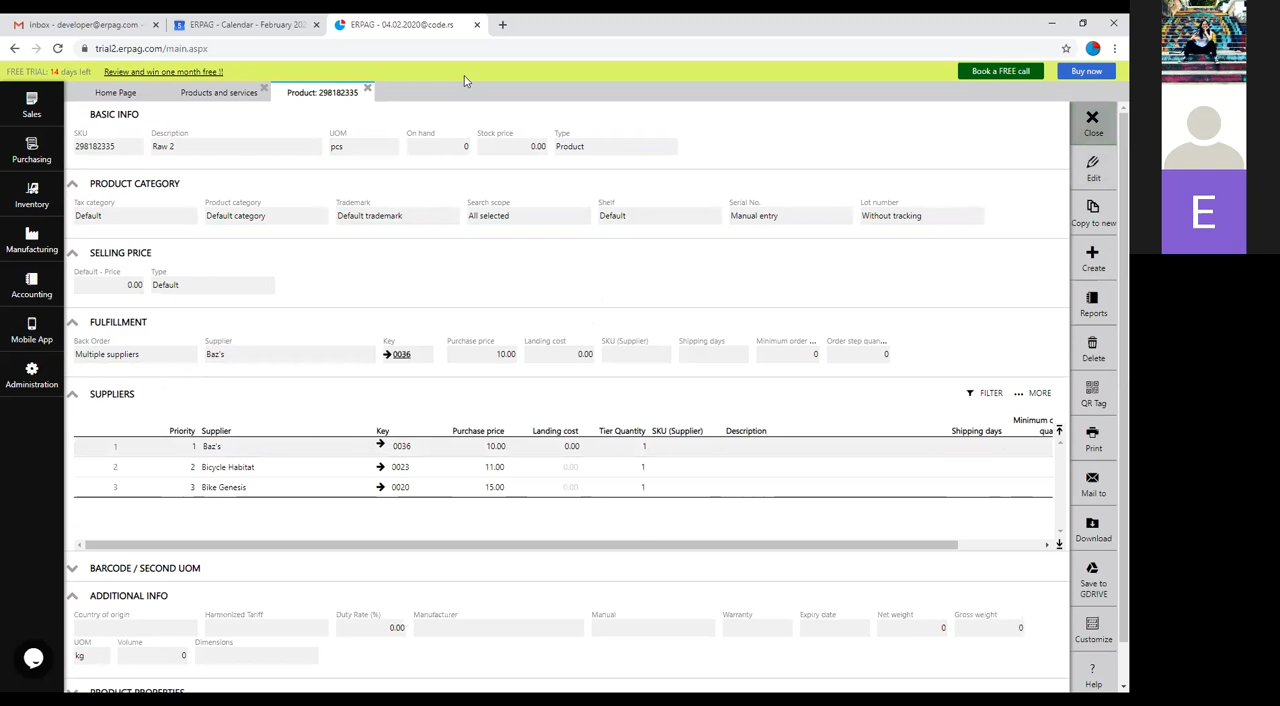 Inbox - developer@erpag.com - ERPAG - Calendar - February 202 ERPAG - 04.02.2020@code.rs
trial2.erpag.com/main.aspx
FREE TRIAL: 14 days left Review and win one month free !! Book a FREE call Buy now
Home Page Products and services Product: 298182335
Sales
Purchasing
Inventory
Manufacturing
Accounting
Mobile App
Administration
BASIC INFO
SKU Description UOM On hand Stock price Type
298182335 Raw 2 pcs 0 0.00 Product
PRODUCT CATEGORY
Tax category Product category Trademark Search scope Shelf Serial No. Lot number
Default Default category Default trademark All selected Default Manual entry Without tracking
SELLING PRICE
Default - Price Type
0.00 Default
FULFILLMENT
Back Order Supplier Key Purchase price Landing cost SKU (Supplier) Shipping days Minimum order ... Order step quan...
Multiple suppliers Baz's 0036 10.00 0.00 0 0
SUPPLIERS FILTER ... MORE
Minimum c
Priority Supplier Key Purchase price Landing cost Tier Quantity SKU (Supplier) Description Shipping days qua
1 1 Baz's 0036 10.00 0.00 1
2 2 Bicycle Habitat 0023 11.00 0.00 1
3 3 Bike Genesis 0020 15.00 0.00 1
BARCODE / SECOND UOM
ADDITIONAL INFO
Country of origin Harmonized Tariff Duty Rate (%) Manufacturer Manual Warranty Expiry date Net weight Gross weight
0.00 0 0
UOM Volume Dimensions
kg 0
PRODUCT PROPERTIES
Close
Edit
Copy to new
Create
Reports
Delete
QR Tag
Print
Mail to
Download
Save to
GDRIVE
Customize
?
Help
E